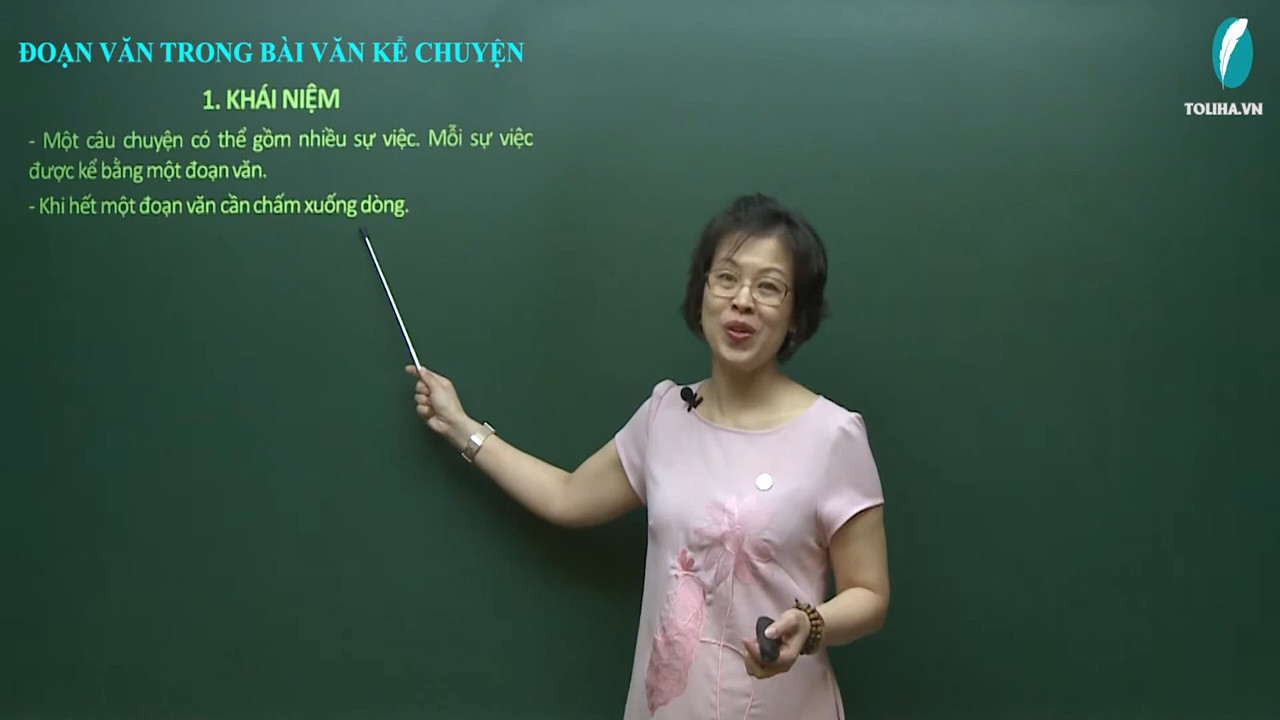 ĐOẠN VĂN TRONG BÀI VĂN KỂ CHUYỆN
1. KHÁI NIỆM
- Một câu chuyện có thể gồm nhiều sự việc. Mỗi sự việc
được kể bằng một đoạn văn.
- Khi hết một đoạn văn cần chấm xuống dòng.
TOLIHA.VN